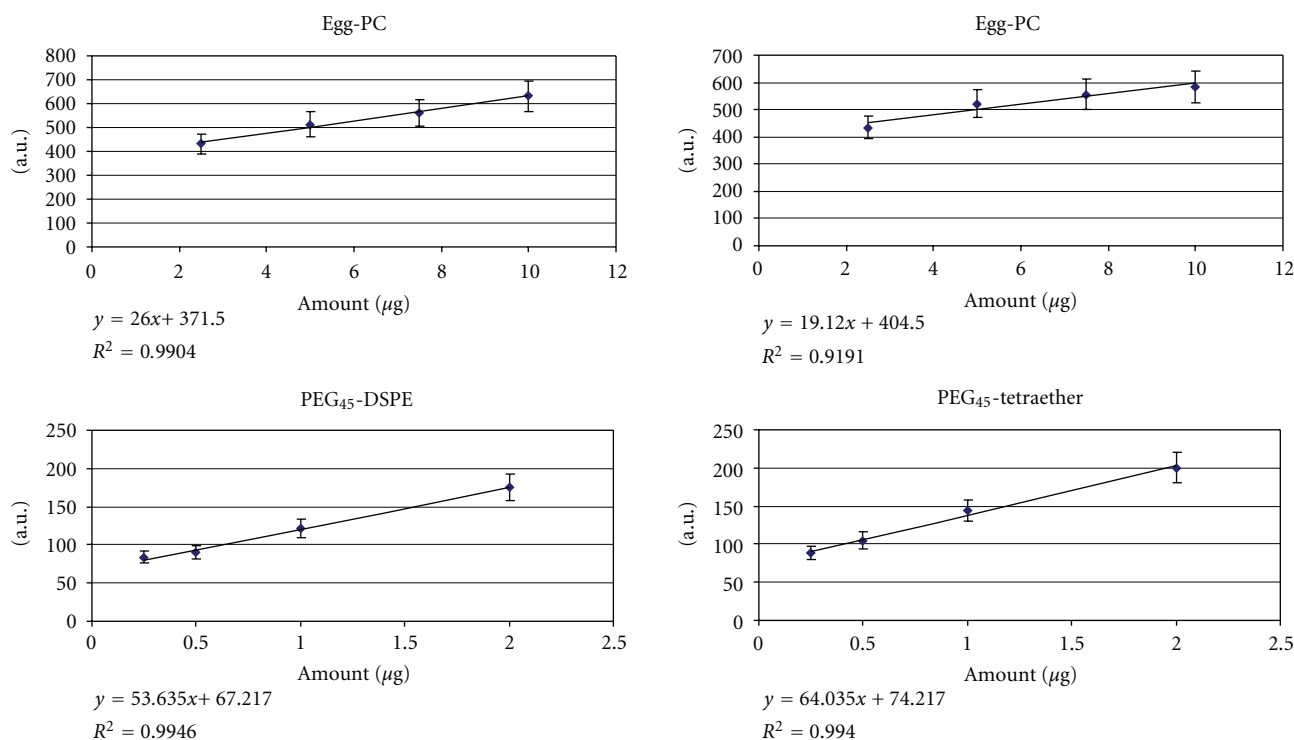 Egg-PC
800
700
600
500
400
300
200
100
0
(a.u.)
0 2 4 6 8 10 12
Amount (µg)
y = 26x+ 371.5
R² = 0.9904
Egg-PC
700
600
500
400
300
200
100
0
(a.u.)
0 2 4 6 8 10 12
Amount (µg)
y = 19.12x + 404.5
R² = 0.9191
PEG₄₅-DSPE
250
200
150
100
50
0
(a.u.)
0 0.5 1 1.5 2 2.5
Amount (µg)
y = 53.635x+ 67.217
R² = 0.9946
PEG₄₅-tetraether
250
200
150
100
50
0
(a.u.)
0 0.5 1 1.5 2 2.5
Amount (µg)
y = 64.035x + 74.217
R² = 0.994